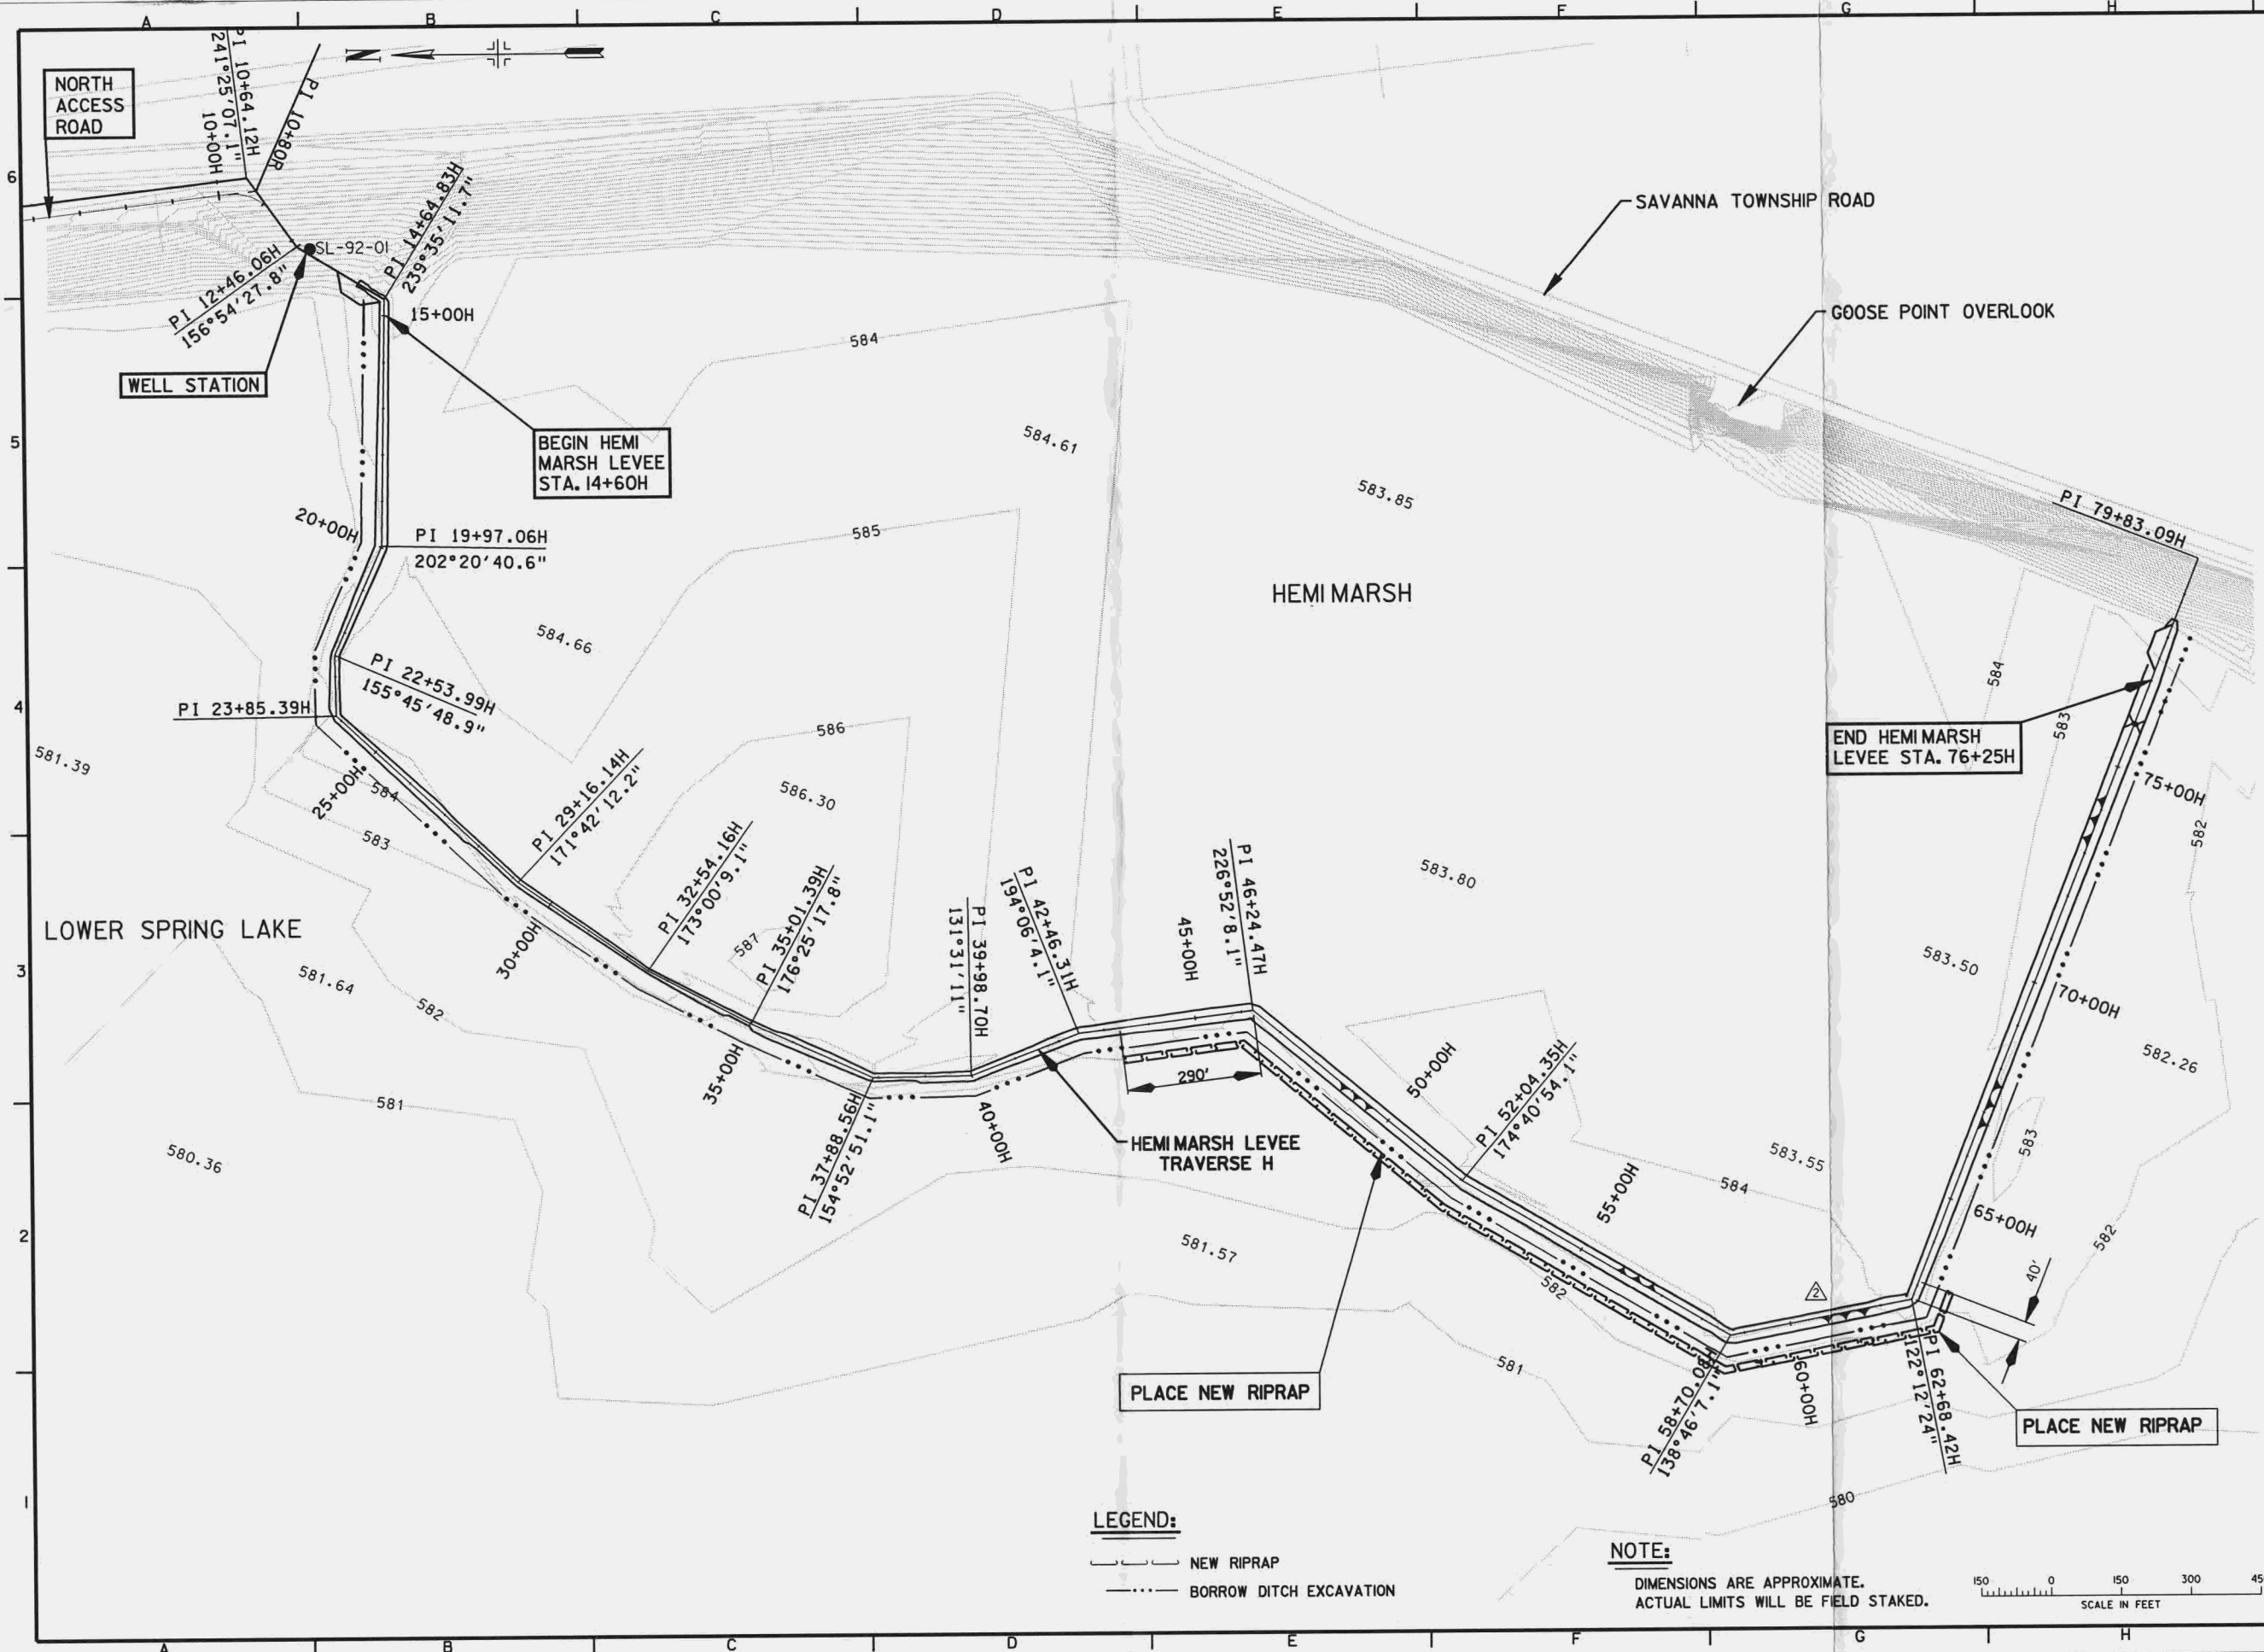 A
B
C
D
E
F
G
H
6
5
4
3
2
1
N
NORTH
ACCESS
ROAD
PI 10+64.12H
241°25'07.1"
10+00H
PI 10+80R
SL-92-01
PI 12+46.06H
156°54'27.8"
PI 14+64.83H
239°35'11.7"
15+00H
WELL STATION
BEGIN HEMI
MARSH LEVEE
STA. 14+60H
SAVANNA TOWNSHIP ROAD
GOOSE POINT OVERLOOK
584
584.61
583.85
585
20+00H
PI 19+97.06H
202°20'40.6"
HEMI MARSH
PI 79+83.09H
584.66
PI 22+53.99H
155°45'48.9"
PI 23+85.39H
581.39
25+00H
584
583
586
586.30
PI 29+16.14H
171°42'12.2"
PI 32+54.16H
173°00'9.1"
587
PI 35+01.39H
176°25'17.8"
END HEMI MARSH
LEVEE STA. 76+25H
584
583
75+00H
582
LOWER SPRING LAKE
581.64
582
30+00H
35+00H
PI 39+98.70H
131°31'11"
PI 42+46.31H
194°06'4.1"
45+00H
PI 46+24.47H
226°52'8.1"
583.80
583.50
70+00H
582.26
581
580.36
PI 37+88.56H
154°52'51.1"
40+00H
290'
HEMI MARSH LEVEE
TRAVERSE H
50+00H
PI 52+04.35H
174°40'54.1"
55+00H
583.55
584
583
65+00H
582
40'
581.57
582
2
581
PLACE NEW RIPRAP
PI 58+70.08H
138°46'7.1"
60+00H
PI 62+68.42H
122°12'24"
PLACE NEW RIPRAP
580
LEGEND:
NEW RIPRAP
BORROW DITCH EXCAVATION
NOTE:
DIMENSIONS ARE APPROXIMATE.
ACTUAL LIMITS WILL BE FIELD STAKED.
150 0 150 300
SCALE IN FEET
A
B
C
D
E
F
G
H